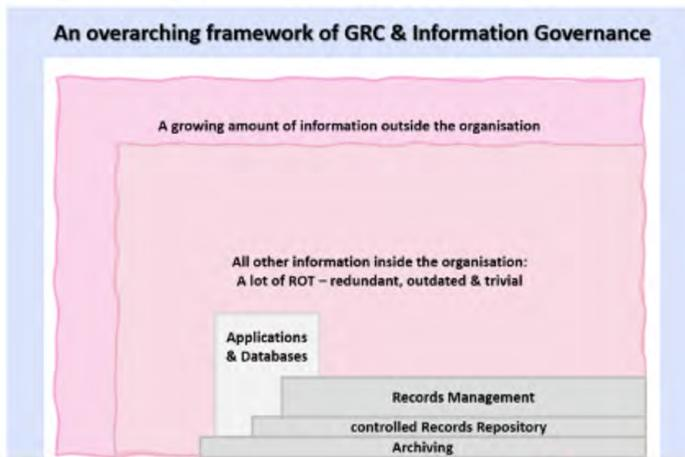 An overarching framework of GRC & Information Governance
A growing amount of information outside the organisation
All other information inside the organisation:
A lot of ROT – redundant, outdated & trivial
Applications
& Databases
Records Management
controlled Records Repository
Archiving